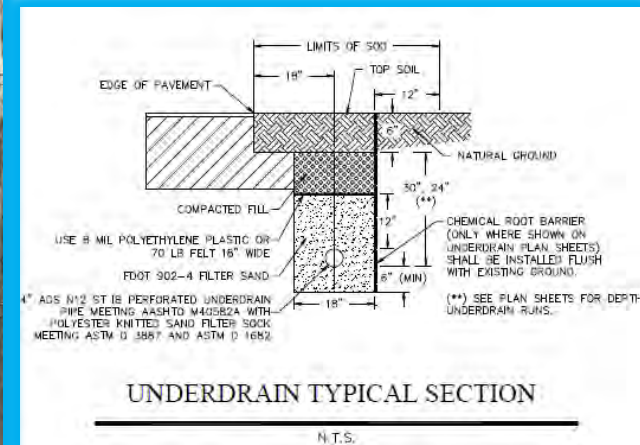 LIMITS OF SOD
18"
TOP SOIL
EDGE OF PAVEMENT
12"
6"
NATURAL GROUND
30", 24"
(**)
COMPACTED FILL
12"
CHEMICAL ROOT BARRIER
(ONLY WHERE SHOWN ON
UNDERDRAIN PLAN SHEETS)
SHALL BE INSTALLED FLUSH
WITH EXISTING GROUND.
USE 8 MIL POLYETHYLENE PLASTIC OR
70 LB FELT 16" WIDE
FDOT 902-4 FILTER SAND
6" (MIN)
4" ADS N12 ST IB PERFORATED UNDERDRAIN
PIPE MEETING AASHTO M40582A WITH
POLYESTER KNITTED SAND FILTER SOCK
MEETING ASTM D 3887 AND ASTM D 1682
18"
(**) SEE PLAN SHEETS FOR DEPTH
UNDERDRAIN RUNS.
UNDERDRAIN TYPICAL SECTION
N.T.S.